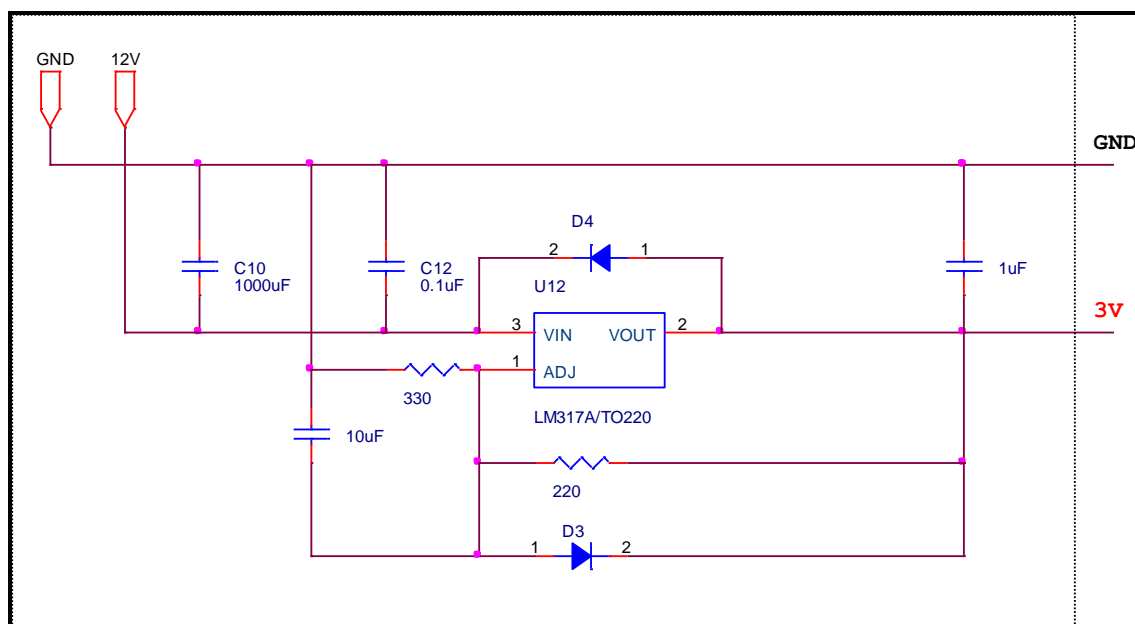 GND 12V
GND
D4
2 1
C10
1000uF
C12
0.1uF
1uF
U12
3V
3 VIN VOUT 2
1 ADJ
330
LM317A/TO220
10uF
220
D3
1 2